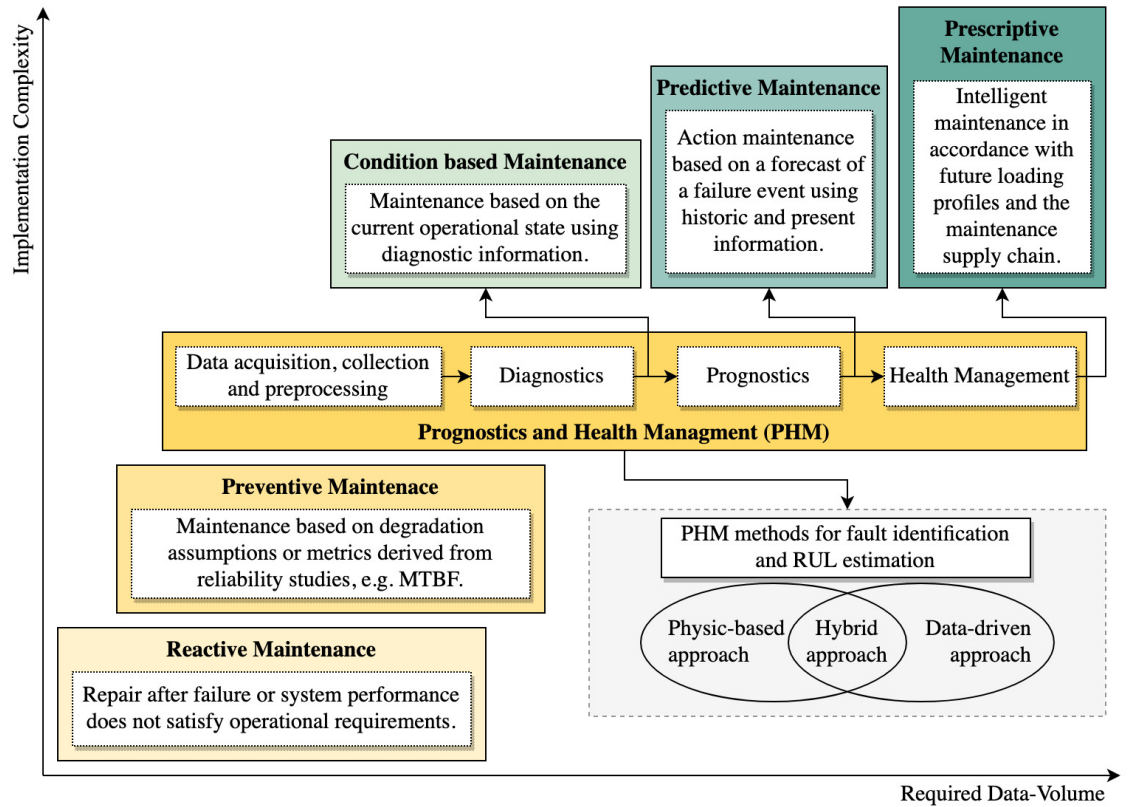 Implementation Complexity
Prescriptive
Maintenance
Intelligent
maintenance in
accordance with
future loading
profiles and the
maintenance
supply chain.
Predictive Maintenance
Action maintenance
based on a forecast of
a failure event using
historic and present
information.
Condition based Maintenance
Maintenance based on the
current operational state using
diagnostic information.
Data acquisition, collection
and preprocessing
Diagnostics
Prognostics
Health Management
Prognostics and Health Managment (PHM)
Preventive Maintenace
Maintenance based on degradation
assumptions or metrics derived from
reliability studies, e.g. MTBF.
PHM methods for fault identification
and RUL estimation
Physic-based
approach
Hybrid
approach
Data-driven
approach
Reactive Maintenance
Repair after failure or system performance
does not satisfy operational requirements.
Required Data-Volume